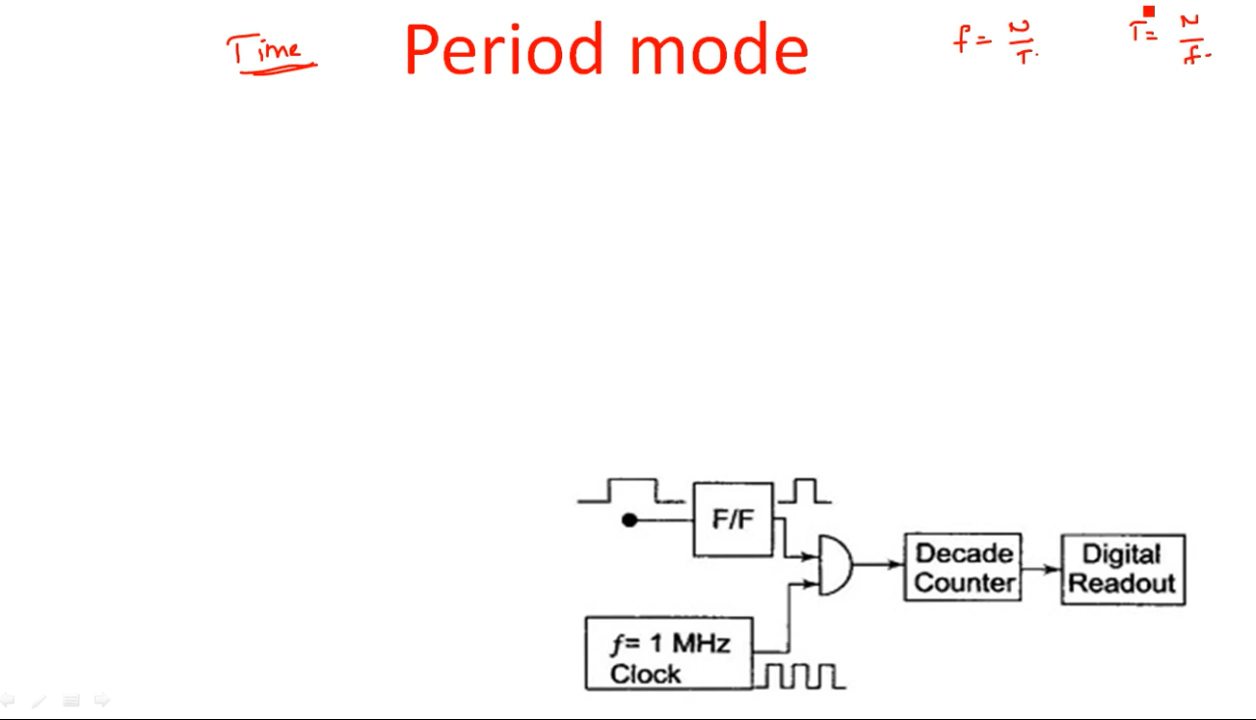 Time Period mode f = N/T. T = N/f.
F/F
Decade
Counter
Digital
Readout
f= 1 MHz
Clock